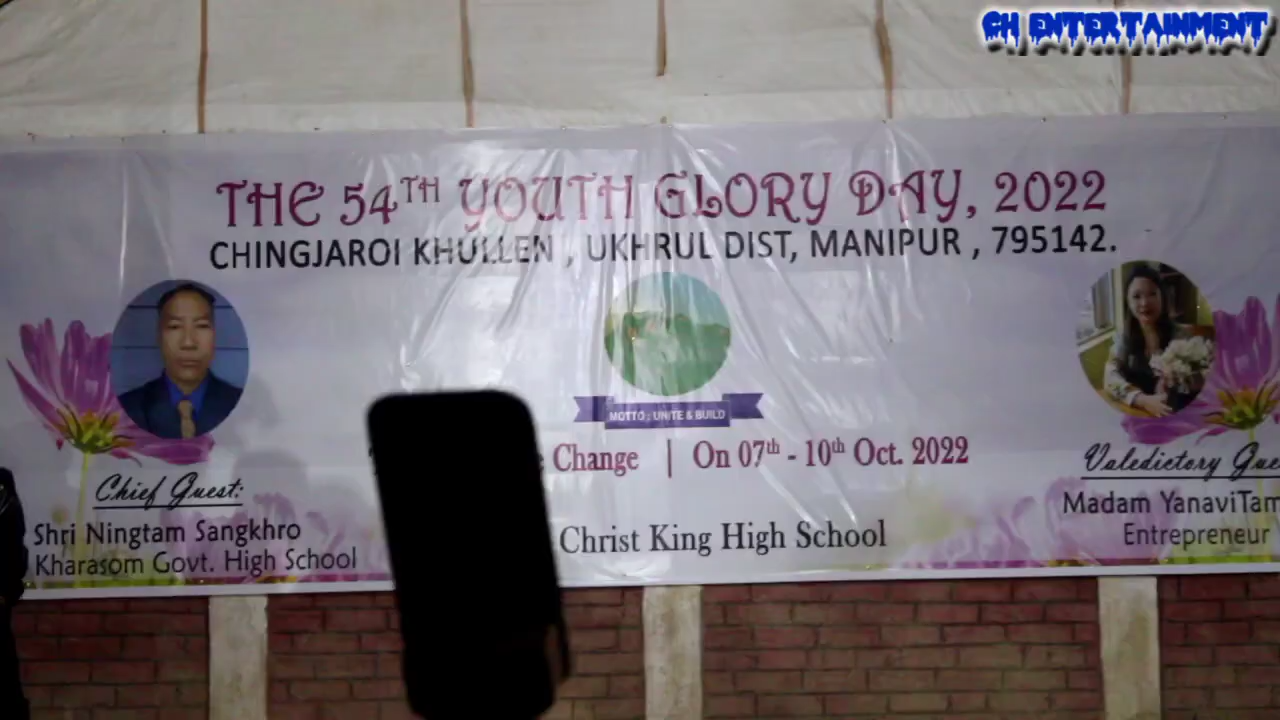 CH ENTERTAINMENT
THE 54TH YOUTH GLORY DAY, 2022
CHINGJAROI KHULLEN , UKHRUL DIST, MANIPUR , 795142.
MOTTO : UNITE & BUILD
Change | On 07th - 10th Oct. 2022
Christ King High School
Chief Guest:
Shri Ningtam Sangkhro
Kharasom Govt. High School
Valedictory
Madam
Entrepreneur